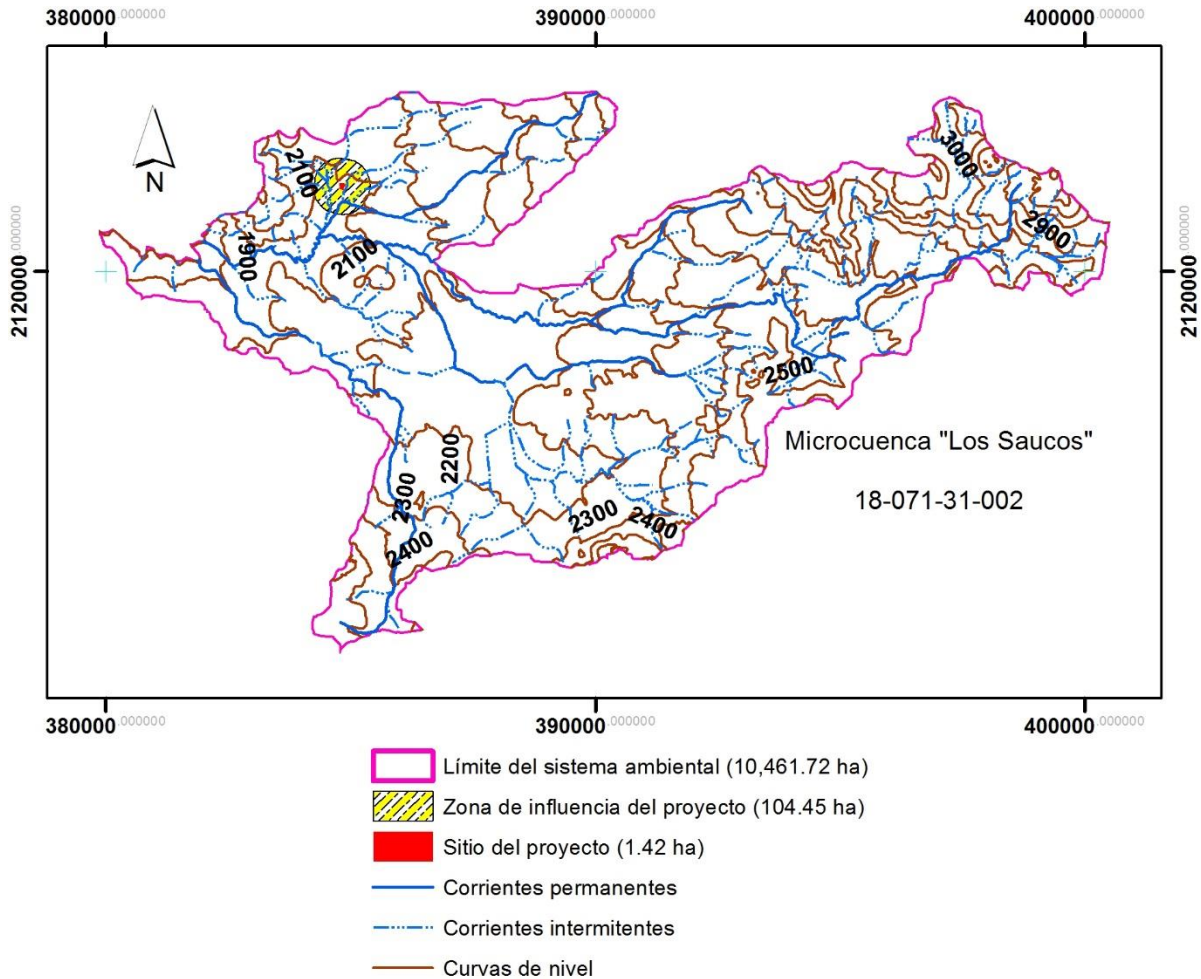 380000.000000 390000.000000 400000.000000
N
2100
3000
2900
1900
2100
2120000.000000
2120000.000000
2500
Microcuenca "Los Saucos"
18-071-31-002
2200
2300
2300
2400
2400
380000.000000 390000.000000 400000.000000
Límite del sistema ambiental (10,461.72 ha)
Zona de influencia del proyecto (104.45 ha)
Sitio del proyecto (1.42 ha)
Corrientes permanentes
Corrientes intermitentes
Curvas de nivel